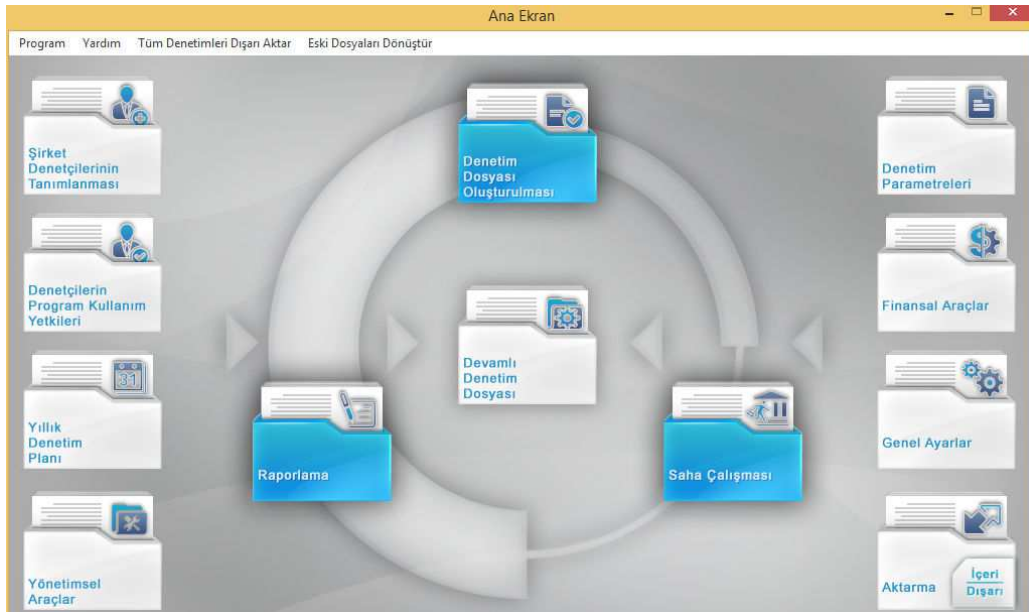 Ana Ekran
Program Yardım Tüm Denetimleri Dışarı Aktar Eski Dosyaları Dönüştür
Şirket
Denetçilerinin
Tanımlanması
Denetçilerin
Program Kullanım
Yetkileri
31
Yıllık
Denetim
Planı
Yönetimsel
Araçlar
Denetim
Dosyası
Oluşturulması
Devamlı
Denetim
Dosyası
Raporlama
Saha Çalışması
Denetim
Parametreleri
Finansal Araçlar
Genel Ayarlar
Aktarma
İçeri
Dışarı